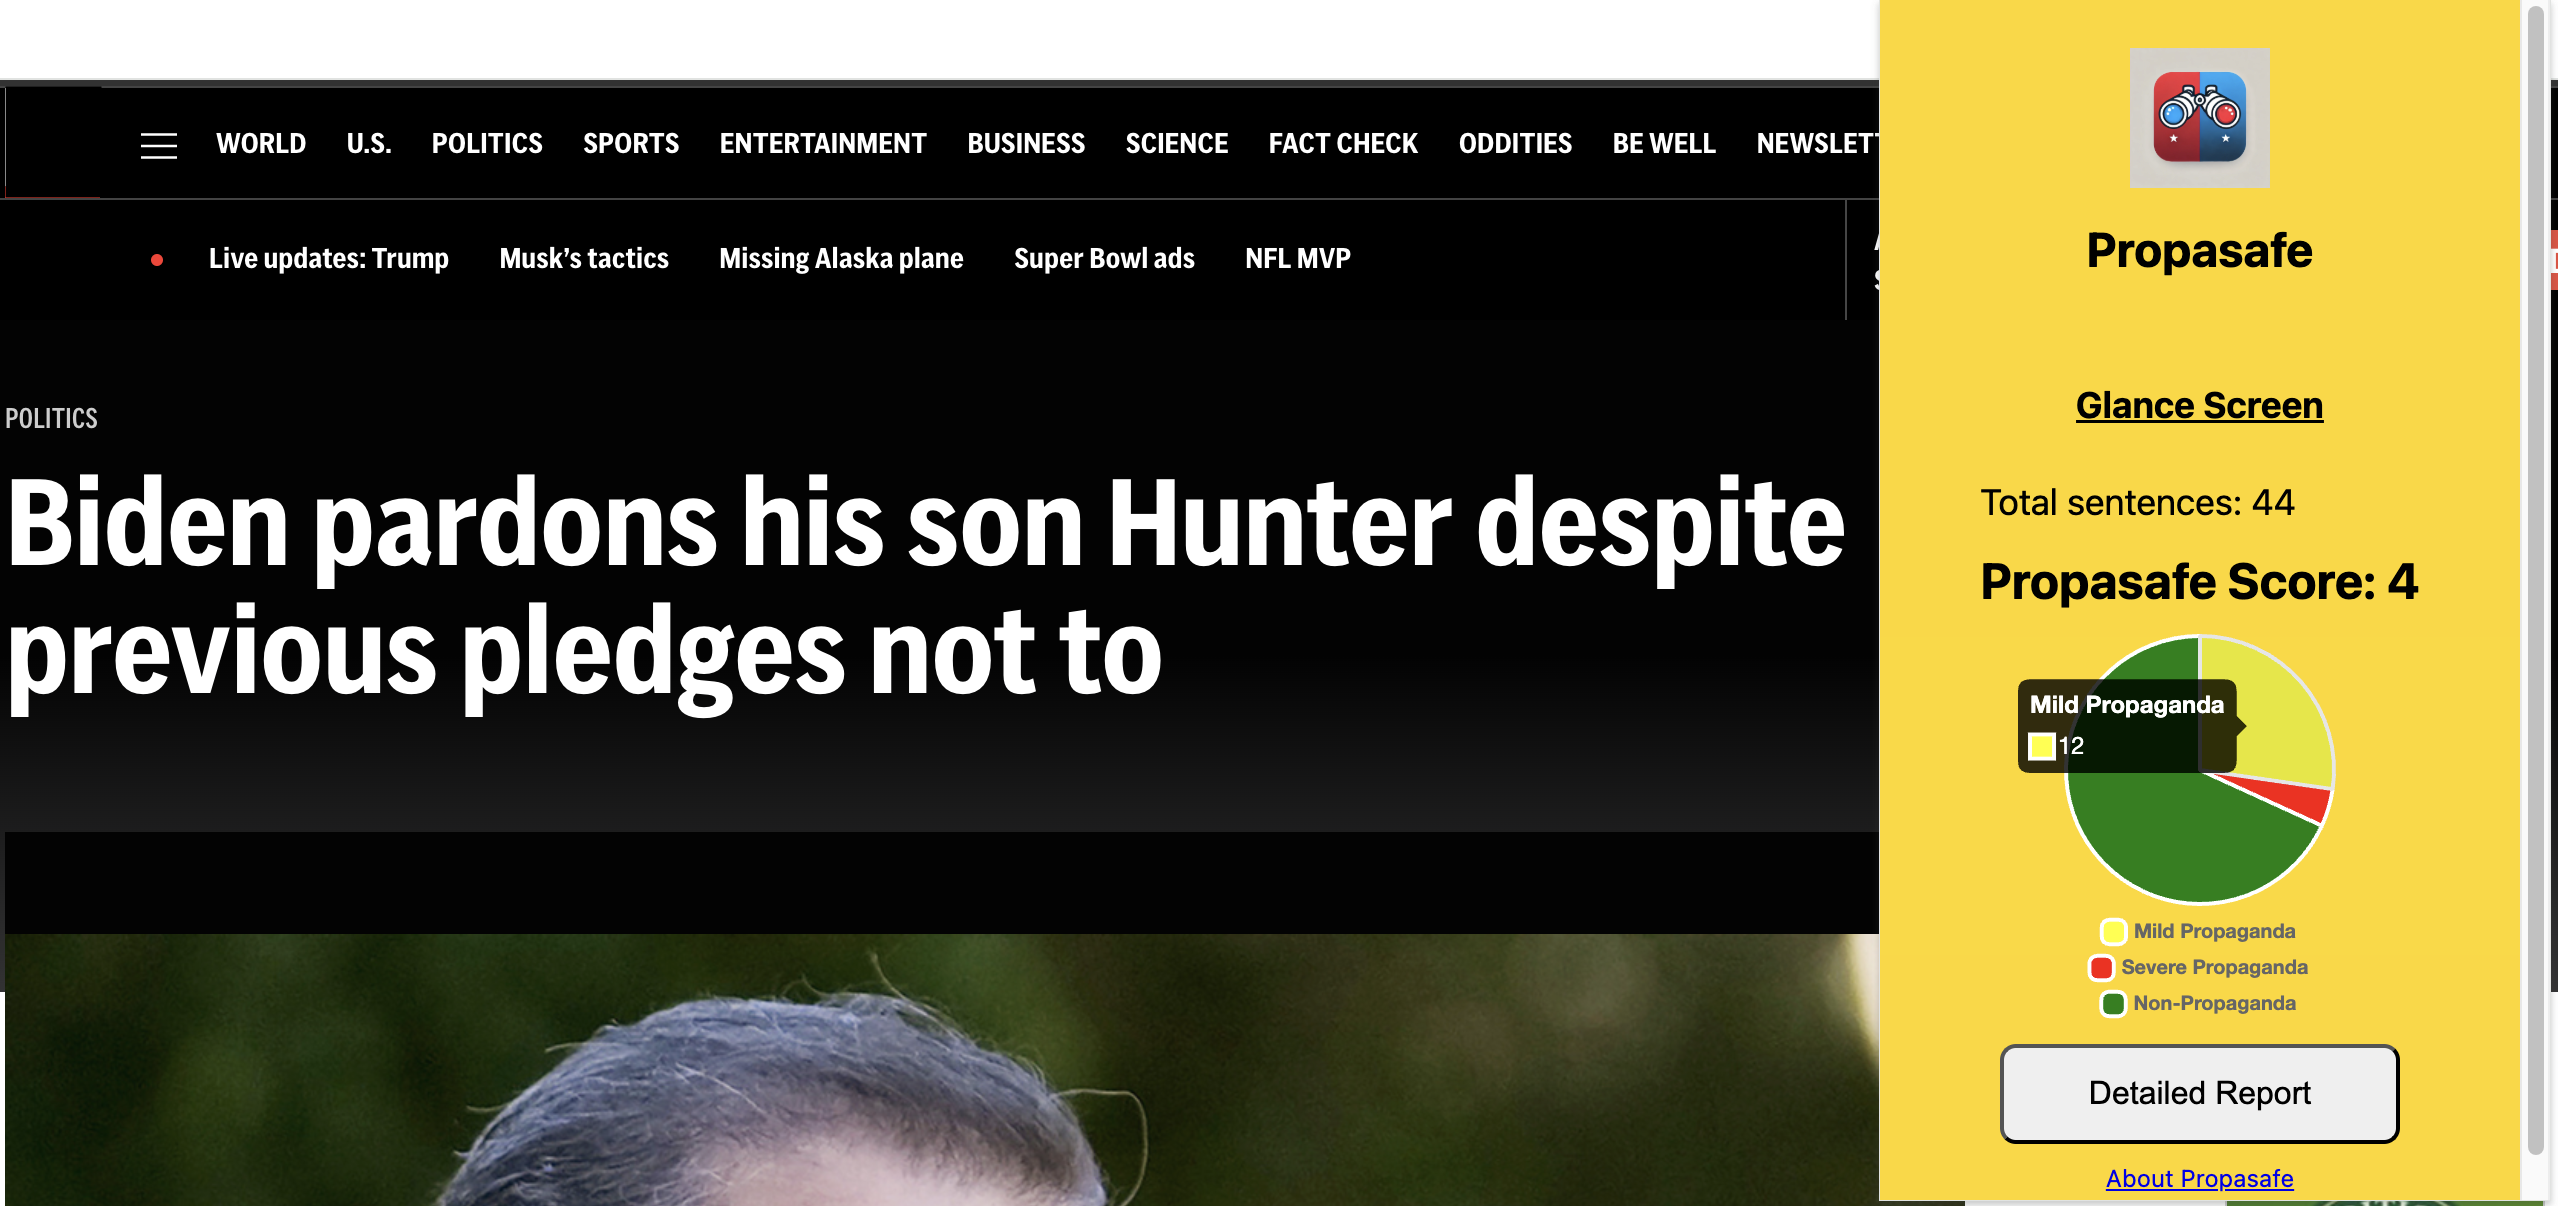 WORLD U.S. POLITICS SPORTS ENTERTAINMENT BUSINESS SCIENCE FACT CHECK ODDITIES BE WELL NEWSLETT
Live updates: Trump Musk’s tactics Missing Alaska plane Super Bowl ads NFL MVP
POLITICS
Biden pardons his son Hunter despite
previous pledges not to
Propasafe
Glance Screen
Total sentences: 44
Propasafe Score: 4
Mild Propaganda
12
Mild Propaganda
Severe Propaganda
Non-Propaganda
Detailed Report
About Propasafe